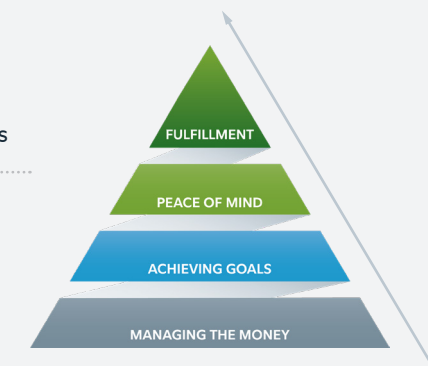 FULFILLMENT
PEACE OF MIND
ACHIEVING GOALS
MANAGING THE MONEY